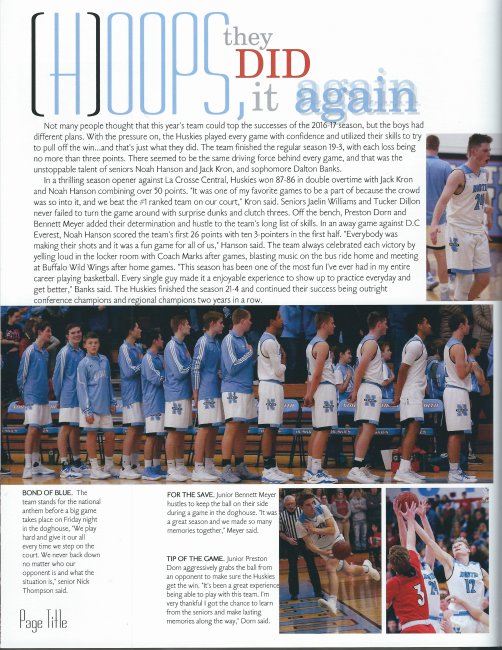 (H)OOPS, they
DID
it again
Not many people thought that this year's team could top the successes of the 2016-17 season, but the boys had
different plans. With the pressure on, the Huskies played every game with confidence and utilized their skills to try
to pull off the win...and that's just what they did. The team finished the regular season 19-3, with each loss being
no more than three points. There seemed to be the same driving force behind every game, and that was the
unstoppable talent of seniors Noah Hanson and Jack Kron, and sophomore Dalton Banks.
In a thrilling season opener against La Crosse Central, Huskies won 87-86 in double overtime with Jack Kron
and Noah Hanson combining over 50 points. "It was one of my favorite games to be a part of because the crowd
was so into it, and we beat the #1 ranked team on our court," Kron said. Seniors Jaelin Williams and Tucker Dillon
never failed to turn the game around with surprise dunks and clutch threes. Off the bench, Preston Dorn and
Bennett Meyer added their determination and hustle to the team's long list of skills. In an away game against D.C
Everest, Noah Hanson scored the team's first 26 points with ten 3-pointers in the first half. "Everybody was
making their shots and it was a fun game for all of us," Hanson said. The team always celebrated each victory by
yelling loud in the locker room with Coach Marks after games, blasting music on the bus ride home and meeting
at Buffalo Wild Wings after home games. "This season has been one of the most fun I've ever had in my entire
career playing basketball. Every single guy made it a enjoyable experience to show up to practice everyday and
get better," Banks said. The Huskies finished the season 21-4 and continued their success being outright
conference champions and regional champions two years in a row.
24
N
BOND OF BLUE. The
team stands for the national
anthem before a big game
takes place on Friday night
in the doghouse, "We play
hard and give it our all
every time we step on the
court. We never back down
no matter who our
opponent is and what the
situation is," senior Nick
Thompson said.
FOR THE SAVE. Junior Bennett Meyer
hustles to keep the ball on their side
during a game in the doghouse. "It was
a great season and we made so many
memories together," Meyer said.
TIP OF THE GAME. Junior Preston
Dorn aggressively grabs the ball from
an opponent to make sure the Huskies
get the win. "It's been a great experience
being able to play with this team. I'm
very thankful I got the chance to learn
from the seniors and make lasting
memories along the way," Dorn said.
3
12
Page Title